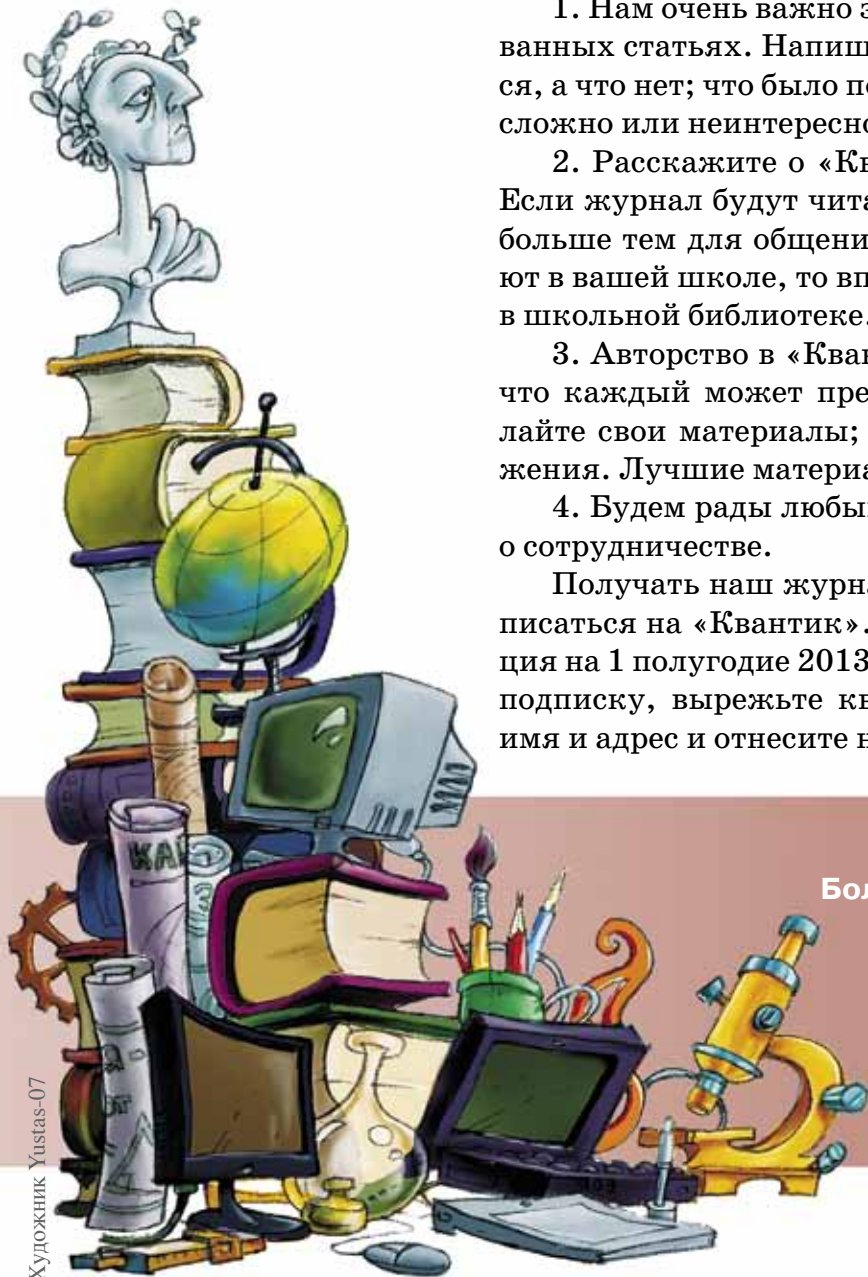 1. Нам очень важно з
ванных статьях. Напиш
ся, а что нет; что было по
сложно или неинтересно
2. Расскажите о «Кв
Если журнал будут чита
больше тем для общени
ют в вашей школе, то вп
в школьной библиотеке.
3. Авторство в «Кван
что каждый может пре
лайте свои материалы;
жения. Лучшие материа
4. Будем рады любы
о сотрудничестве.
Получать наш журна
писаться на «Квантик».
ция на 1 полугодие 2013
подписку, вырежьте кв
имя и адрес и отнесите н
Бол
КАР
Художник Yustas-07